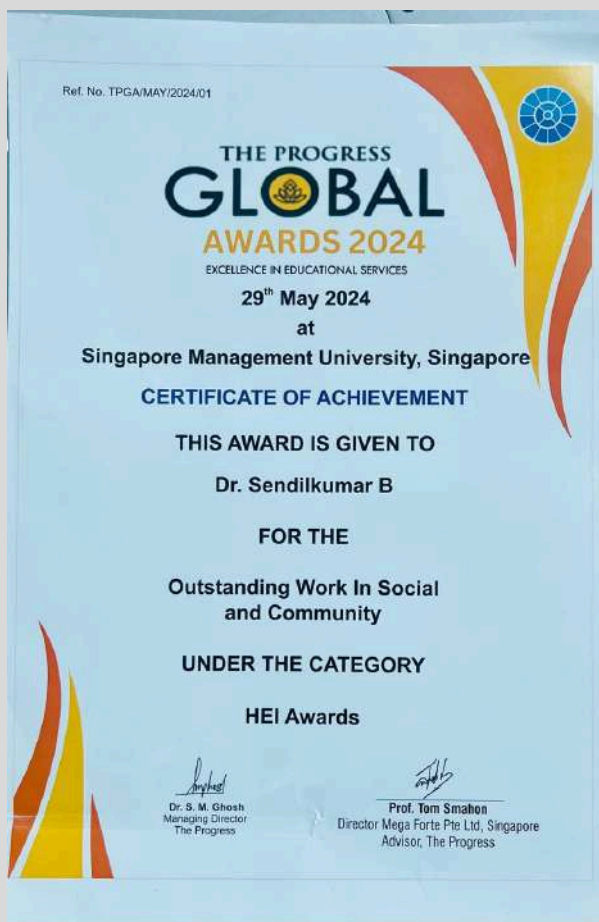 Ref. No. TPGA/MAY/2024/01
THE PROGRESS
GLOBAL
AWARDS 2024
EXCELLENCE IN EDUCATIONAL SERVICES
29th May 2024
at
Singapore Management University, Singapore
CERTIFICATE OF ACHIEVEMENT
THIS AWARD IS GIVEN TO
Dr. Sendilkumar B
FOR THE
Outstanding Work In Social
and Community
UNDER THE CATEGORY
HEI Awards
Dr. S. M. Ghosh
Managing Director
The Progress
Prof. Tom Smahon
Director Mega Forte Pte Ltd, Singapore
Advisor, The Progress